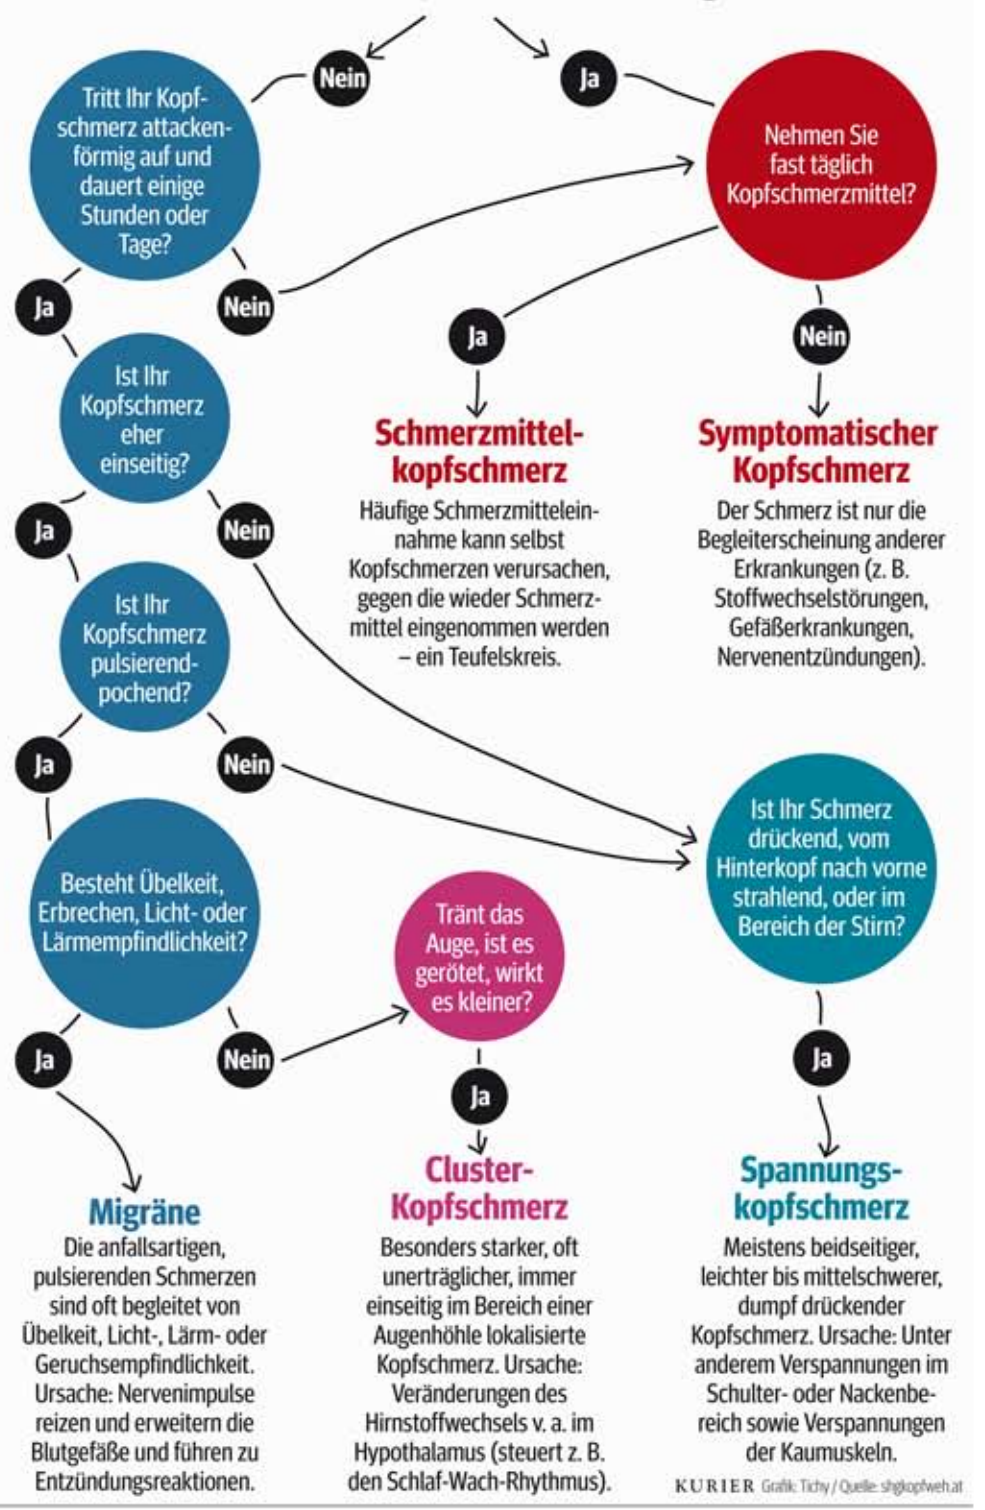 Nein
Ja
Tritt Ihr Kopf-
schmerz attacken-
förmig auf und
dauert einige
Stunden oder
Tage?
Nehmen Sie
fast täglich
Kopfschmerzmittel?
Ja
Nein
Ja
Nein
Ist Ihr
Kopfschmerz
eher
einseitig?
Schmerzmittel-
kopfschmerz
Häufige Schmerzmittelein-
nahme kann selbst
Kopfschmerzen verursachen,
gegen die wieder Schmerz-
mittel eingenommen werden
– ein Teufelskreis.
Symptomatischer
Kopfschmerz
Der Schmerz ist nur die
Begleiterscheinung anderer
Erkrankungen (z. B.
Stoffwechselstörungen,
Gefäßerkrankungen,
Nervenentzündungen).
Ja
Nein
Ist Ihr
Kopfschmerz
pulsierend-
pochend?
Ja
Nein
Ist Ihr Schmerz
drückend, vom
Hinterkopf nach vorne
strahlend, oder im
Bereich der Stirn?
Besteht Übelkeit,
Erbrechen, Licht- oder
Lärmempfindlichkeit?
Tränt das
Auge, ist es
gerötet, wirkt
es kleiner?
Ja
Nein
Ja
Ja
Migräne
Die anfallsartigen,
pulsierenden Schmerzen
sind oft begleitet von
Übelkeit, Licht-, Lärm- oder
Geruchsempfindlichkeit.
Ursache: Nervenimpulse
reizen und erweitern die
Blutgefäße und führen zu
Entzündungsreaktionen.
Cluster-
Kopfschmerz
Besonders starker, oft
unerträglicher, immer
einseitig im Bereich einer
Augenhöhle lokalisierte
Kopfschmerz. Ursache:
Veränderungen des
Hirnstoffwechsels v. a. im
Hypothalamus (steuert z. B.
den Schlaf-Wach-Rhythmus).
Spannungs-
kopfschmerz
Meistens beidseitiger,
leichter bis mittelschwerer,
dumpf drückender
Kopfschmerz. Ursache: Unter
anderem Verspannungen im
Schulter- oder Nackenbe-
reich sowie Verspannungen
der Kaumuskeln.
KURIER Grafik: Tichy / Quelle: shgkopfweh.at